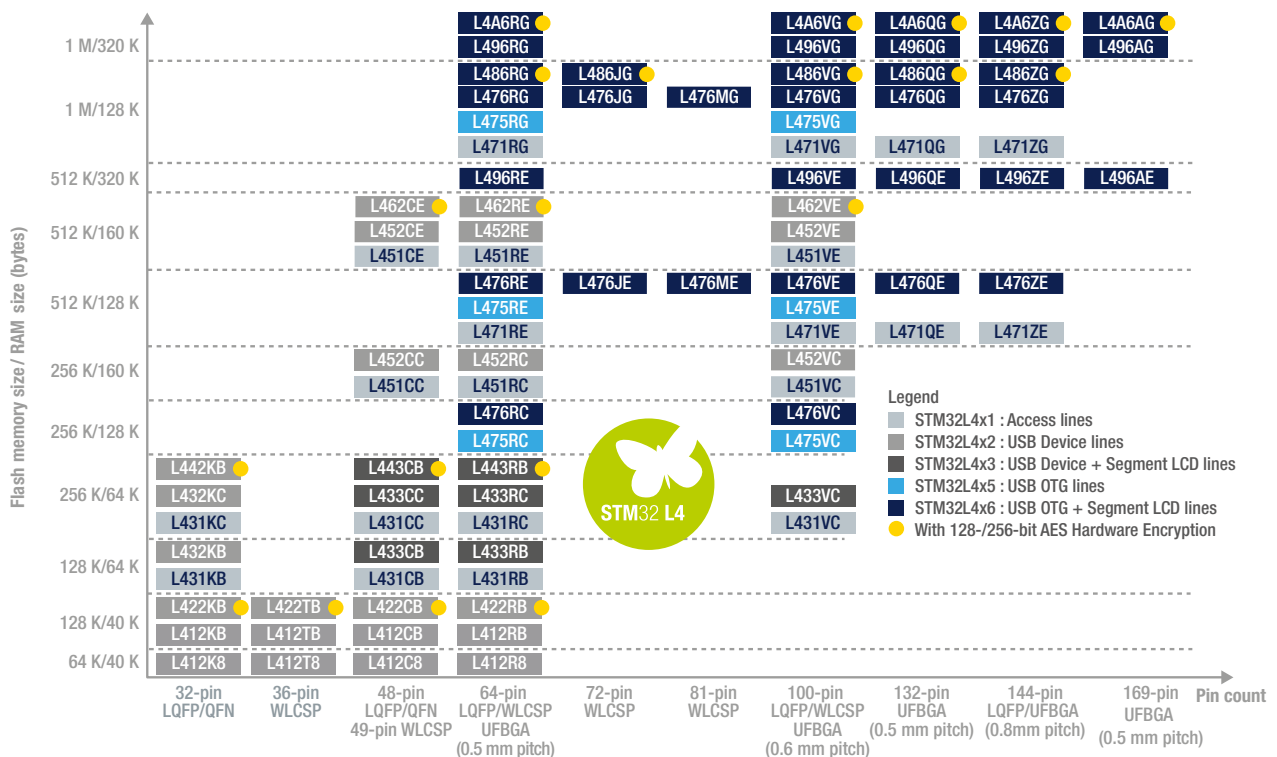 L4A6RG L4A6VG L4A6QG L4A6ZG L4A6AG
1 M/320 K
L496RG L496VG L496QG L496ZG L496AG
L486RG L486JG L486VG L486QG L486ZG
L476RG L476JG L476MG L476VG L476QG L476ZG
1 M/128 K
L475RG L475VG
L471RG L471VG L471QG L471ZG
512 K/320 K L496RE L496VE L496QE L496ZE L496AE
L462CE L462RE L462VE
512 K/160 K L452CE L452RE L452VE
L451CE L451RE L451VE
L476RE L476JE L476ME L476VE L476QE L476ZE
512 K/128 K L475RE L475VE
L471RE L471VE L471QE L471ZE
256 K/160 K
L452CC L452RC L452VC
L451CC L451RC L451VC
256 K/128 K
L476RC L476VC
L475RC L475VC
L442KB L443CB L443RB
256 K/64 K L432KC L433CC L433RC L433VC
L431KC L431CC L431RC L431VC
128 K/64 K
L432KB L433CB L433RB
L431KB L431CB L431RB
L422KB L422TB L422CB L422RB
128 K/40 K
L412KB L412TB L412CB L412RB
64 K/40 K L412K8 L412T8 L412C8 L412R8
Flash memory size / RAM size (bytes)
STM32 L4
Legend
STM32L4x1 : Access lines
STM32L4x2 : USB Device lines
STM32L4x3 : USB Device + Segment LCD lines
STM32L4x5 : USB OTG lines
STM32L4x6 : USB OTG + Segment LCD lines
With 128-/256-bit AES Hardware Encryption
32-pin
LQFP/QFN
36-pin
WLCSP
48-pin
LQFP/QFN
49-pin WLCSP
64-pin
LQFP/WLCSP
UFBGA
(0.5 mm pitch)
72-pin
WLCSP
81-pin
WLCSP
100-pin
LQFP/WLCSP
UFBGA
(0.6 mm pitch)
132-pin
UFBGA
(0.5 mm pitch)
144-pin
LQFP/UFBGA
(0.8mm pitch)
169-pin
UFBGA
(0.5 mm pitch)
Pin count